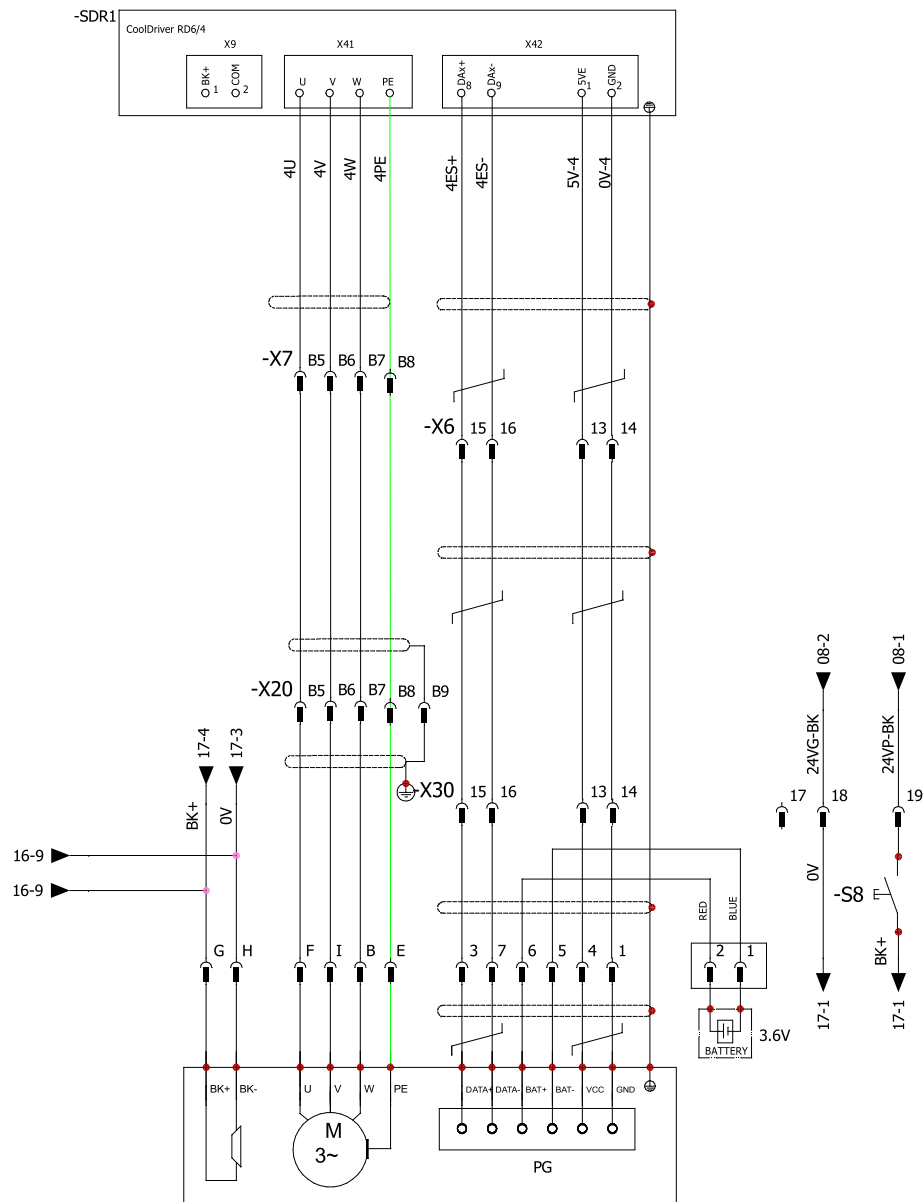 -SDR1
CoolDriver RD6/4
X9 X41 X42
BK+ COM U V W PE DAx+ DAx- 5VE GND
1 2 8 9 1 2
4U 4V 4W 4PE 4ES+ 4ES- 5V-4 0V-4
-X7 B5 B6 B7 B8
-X6 15 16 13 14
08-2 08-1
-X20 B5 B6 B7 B8 B9
24VG-BK 24VP-BK
17-4 17-3
-X30 15 16 13 14 17 18 19
BK+ 0V
16-9
16-9
0V -S8
RED BLUE
BK+
G H F I B E 3 7 6 5 4 1 2 1
17-1 17-1
3.6V
BATTERY
BK+ BK- U V W PE DATA+ DATA- BAT+ BAT- VCC GND
M
3~
PG